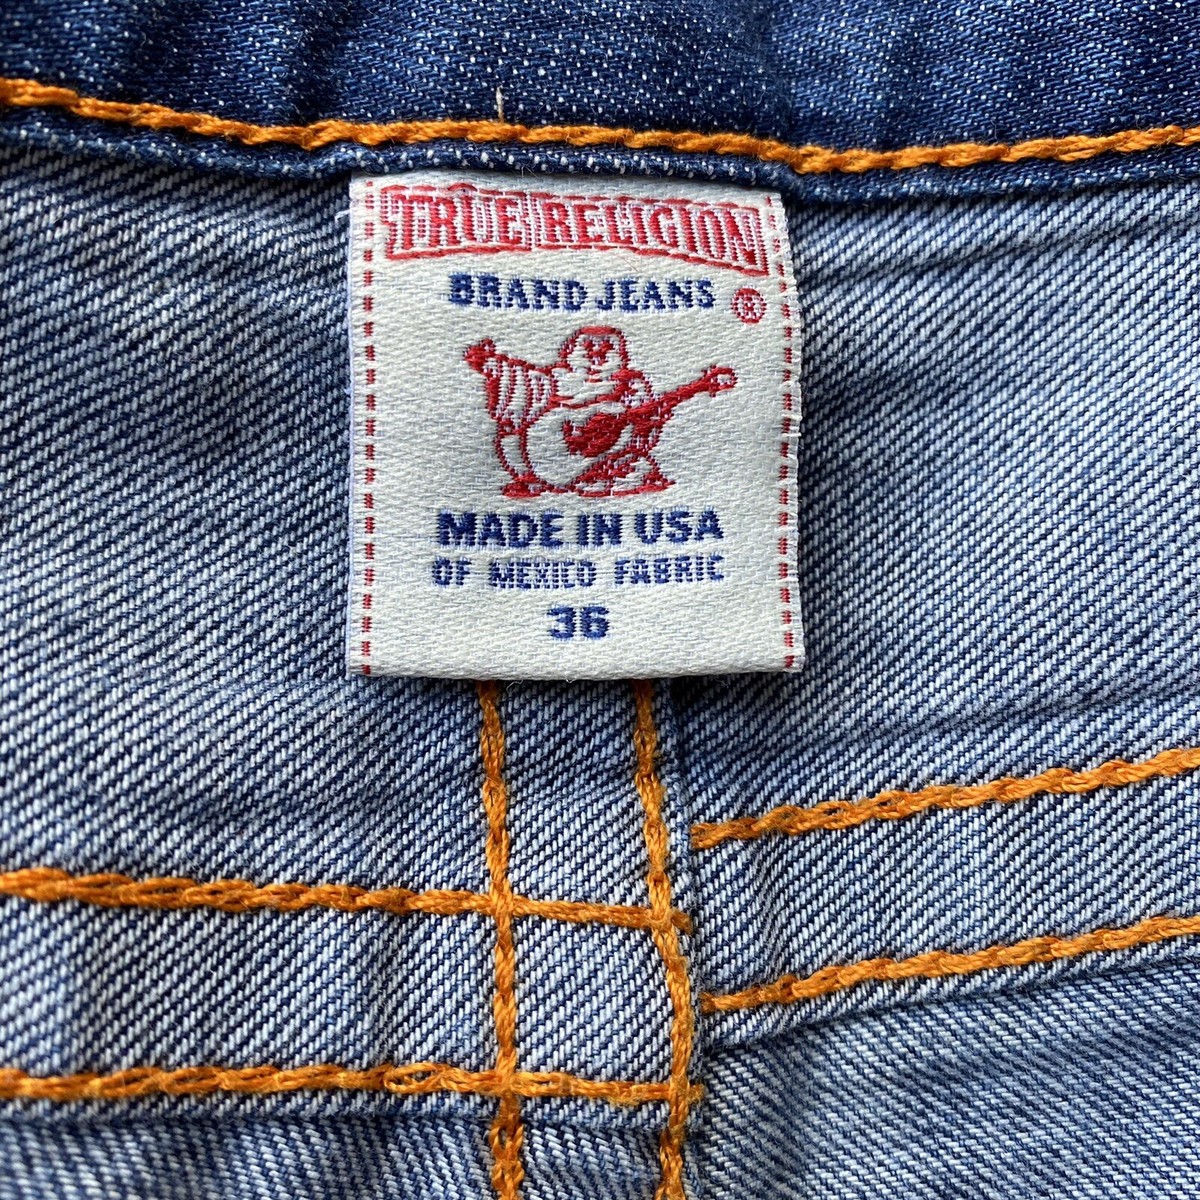 TRUE RELIGION
BRAND JEANS ®
MADE IN USA
OF MEXICO FABRIC
36